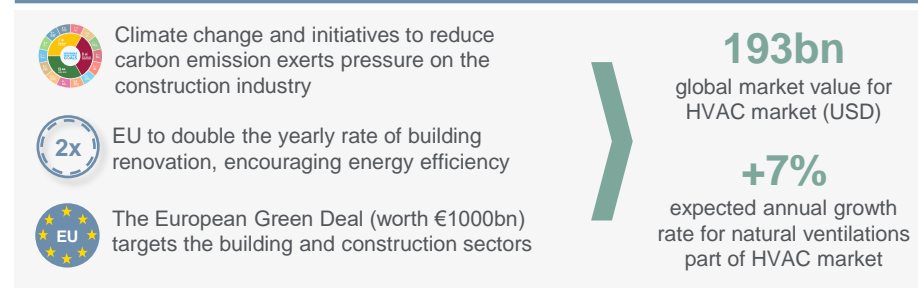 Climate change and initiatives to reduce
carbon emission exerts pressure on the
construction industry
2x
EU to double the yearly rate of building
renovation, encouraging energy efficiency
EU
The European Green Deal (worth €1000bn)
targets the building and construction sectors
193bn
global market value for
HVAC market (USD)
+7%
expected annual growth
rate for natural ventilations
part of HVAC market